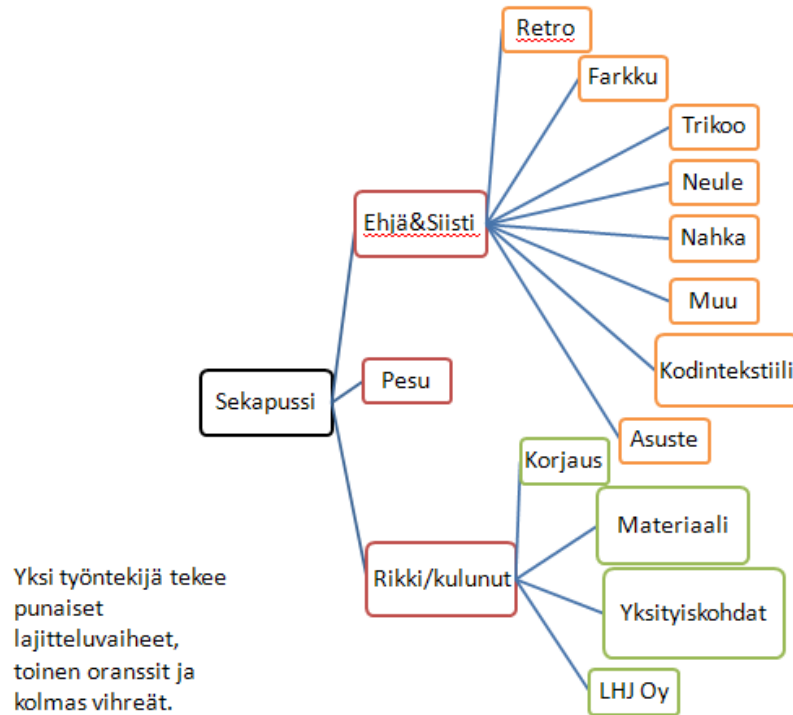 Retro
Farkku
Trikoo
Neule
Ehjä&Siisti
Nahka
Muu
Kodintekstiili
Pesu
Sekapussi
Asuste
Korjaus
Materiaali
Rikki/kulunut
Yksityiskohdat
LHJ Oy
Yksi työntekijä tekee
punaiset
lajitteluvaiheet,
toinen oranssit ja
kolmas vihreät.